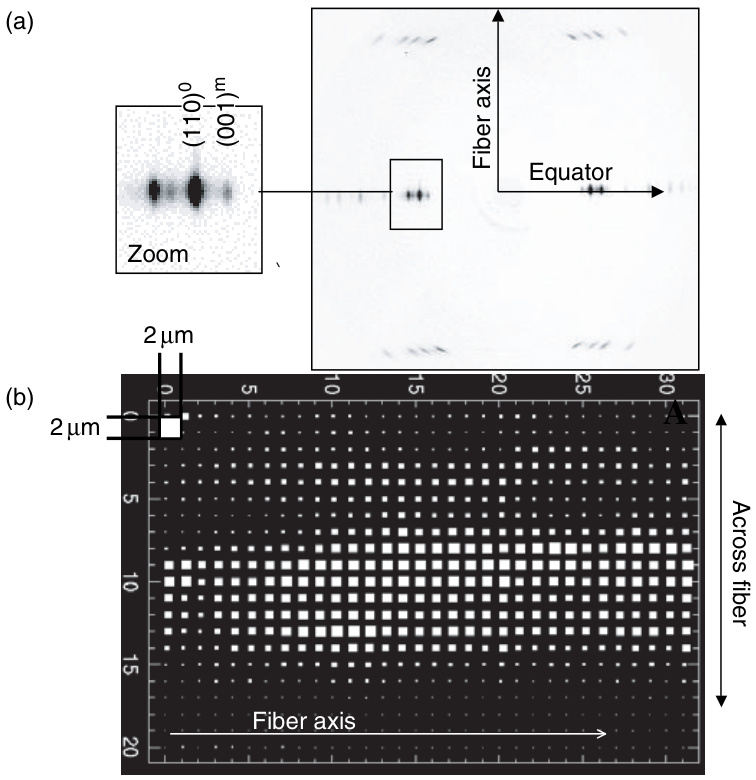 (a)
(110)⁰
(001)ᵐ
Zoom
Fiber axis
Equator
2 µm
(b)
2 µm
0 5 10 15 20 25 30
A
0
5
10
15
20
Across fiber
Fiber axis